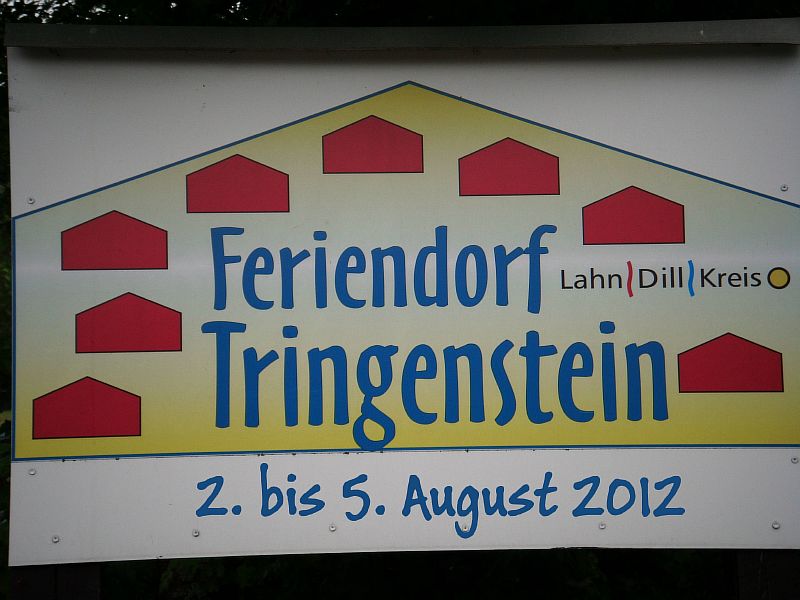 Feriendorf
Lahn Dill Kreis
Tringenstein
2. bis 5. August 2012